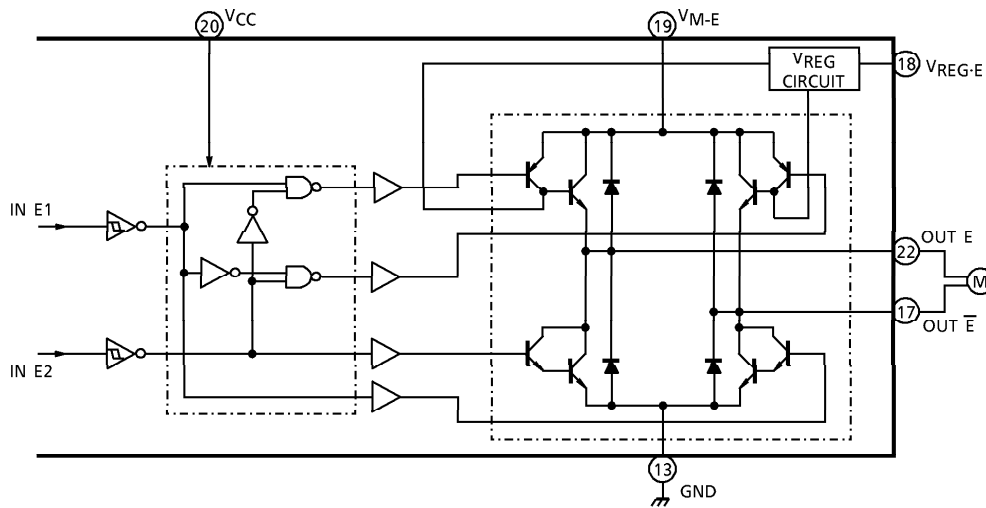 20 VCC
19 VM-E
VREG
CIRCUIT
18 VREG·E
IN E1
22 OUT E
M
17 OUT E̅
IN E2
13 GND